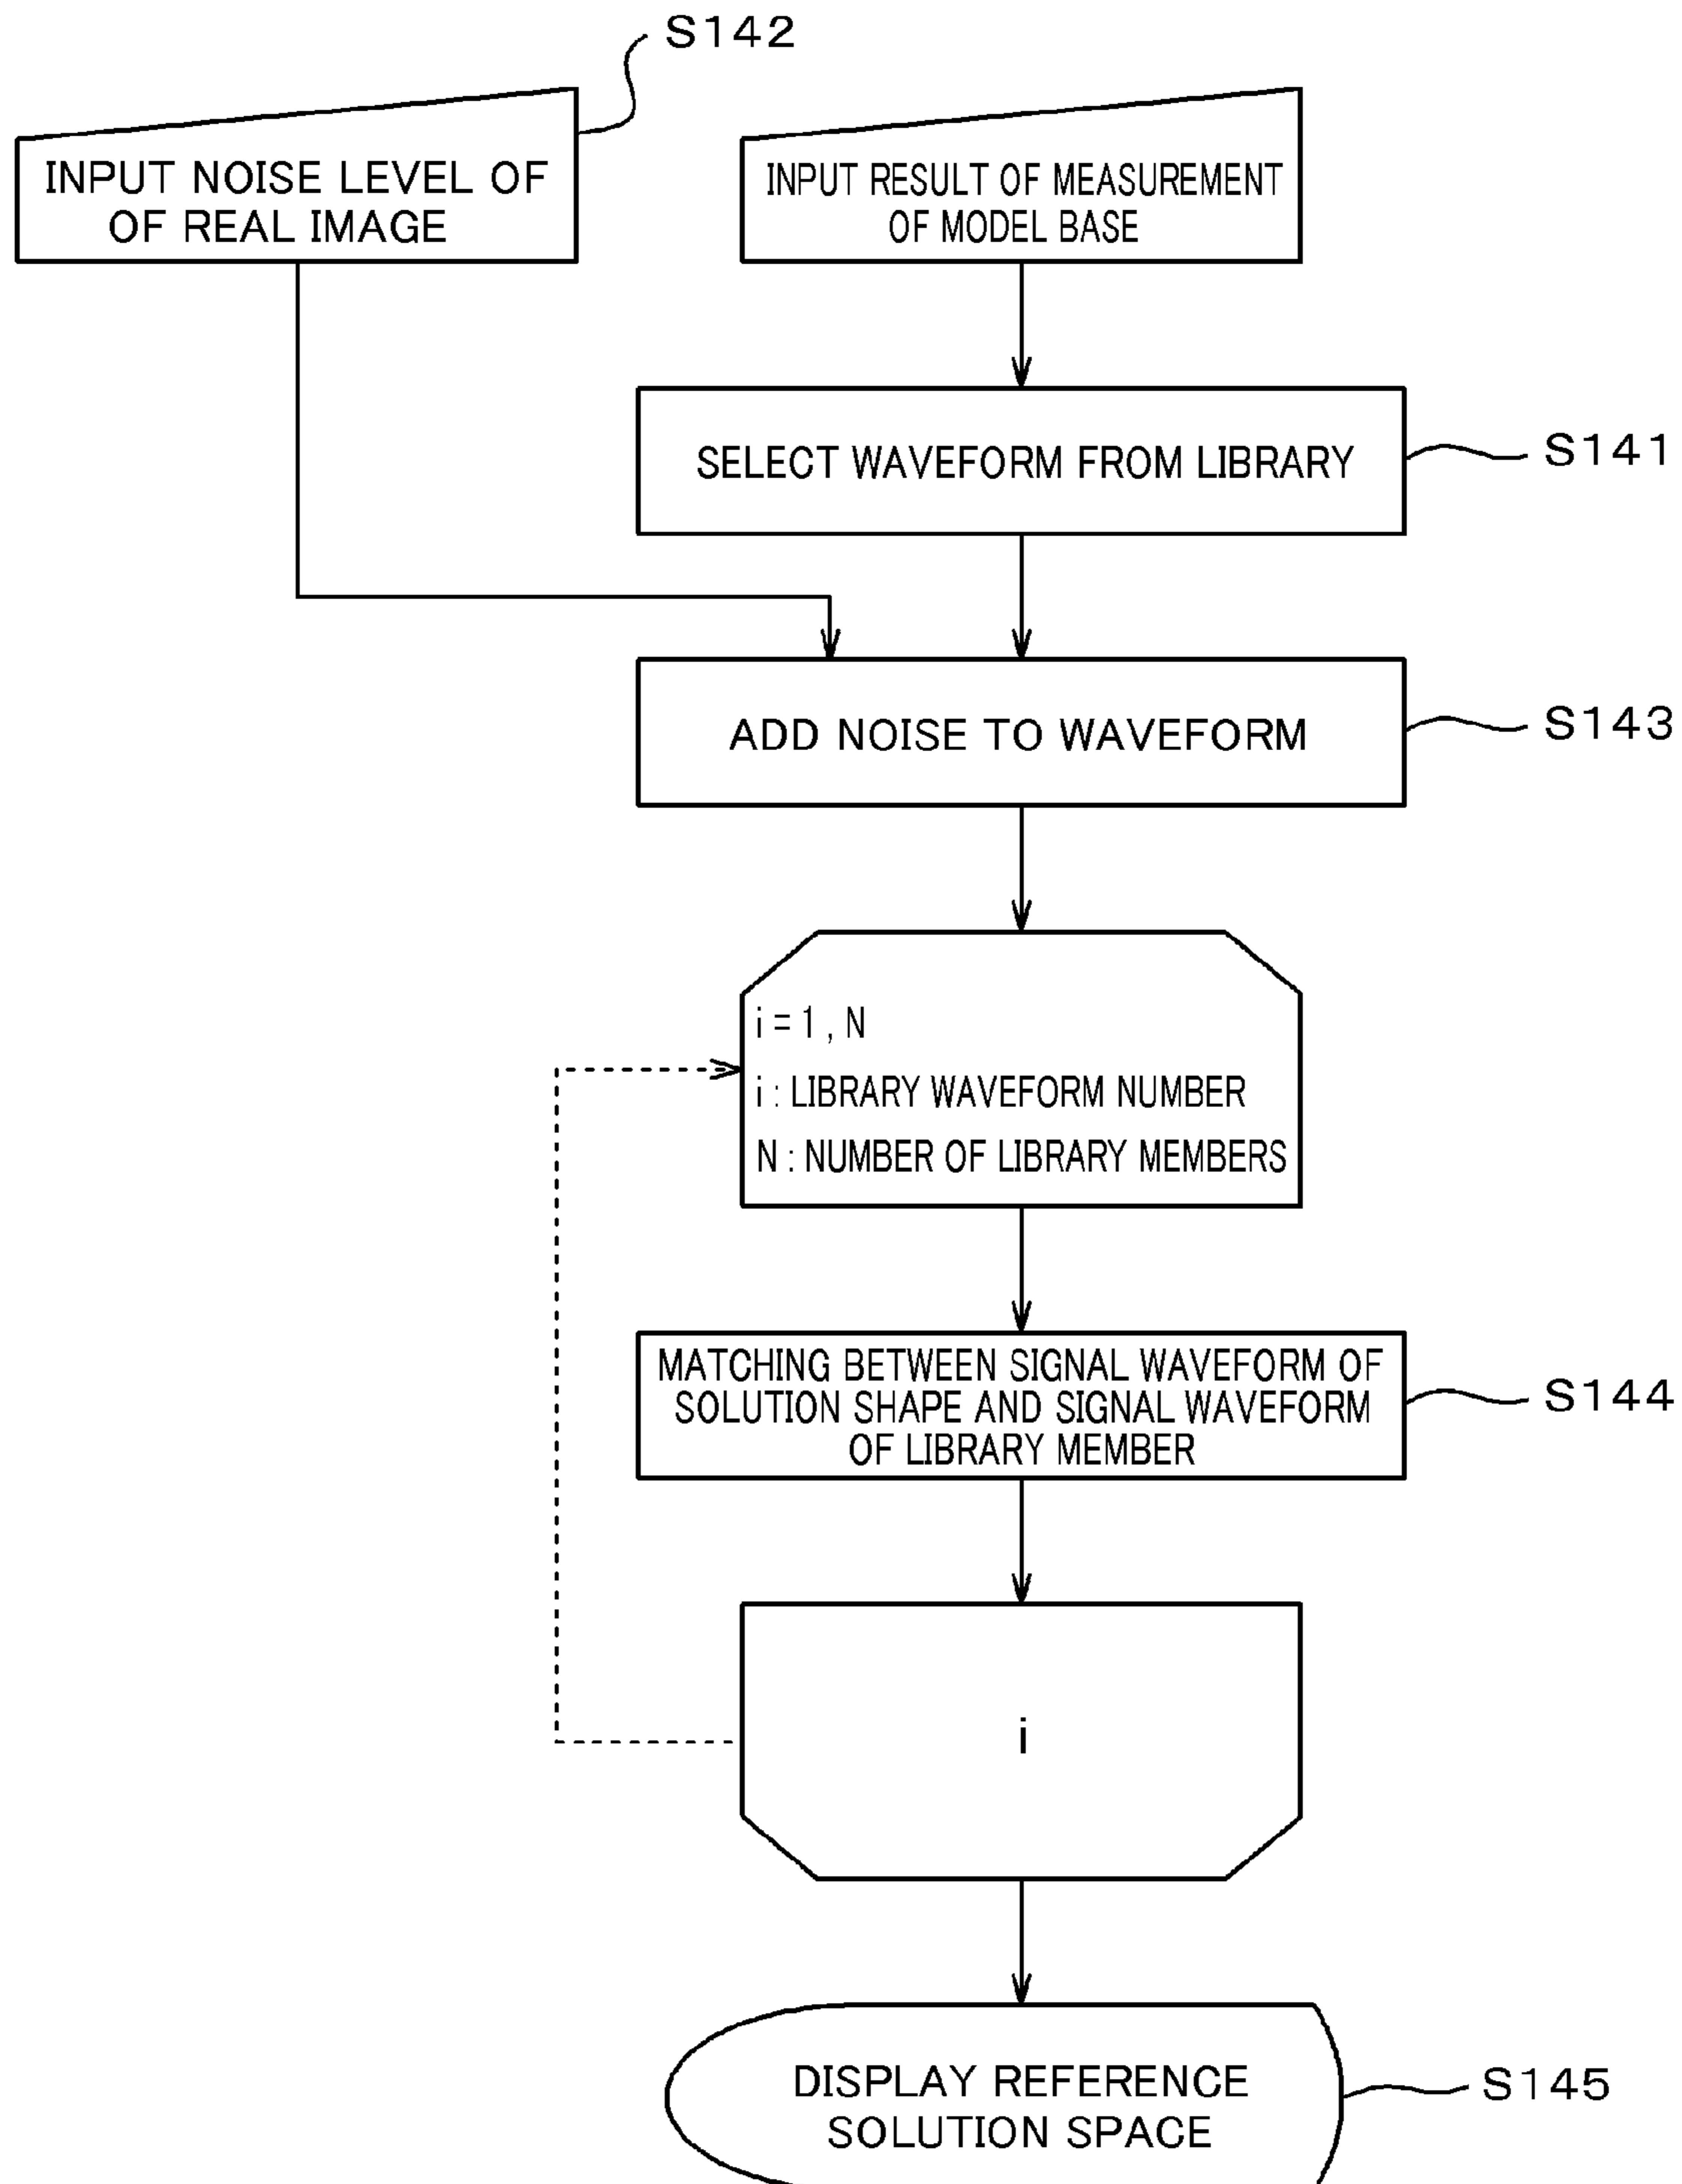 S142
INPUT NOISE LEVEL OF
OF REAL IMAGE
INPUT RESULT OF MEASUREMENT
OF MODEL BASE
SELECT WAVEFORM FROM LIBRARY
S141
ADD NOISE TO WAVEFORM
S143
i = 1 , N
i : LIBRARY WAVEFORM NUMBER
N : NUMBER OF LIBRARY MEMBERS
MATCHING BETWEEN SIGNAL WAVEFORM OF
SOLUTION SHAPE AND SIGNAL WAVEFORM
OF LIBRARY MEMBER
S144
i
DISPLAY REFERENCE
SOLUTION SPACE
S145